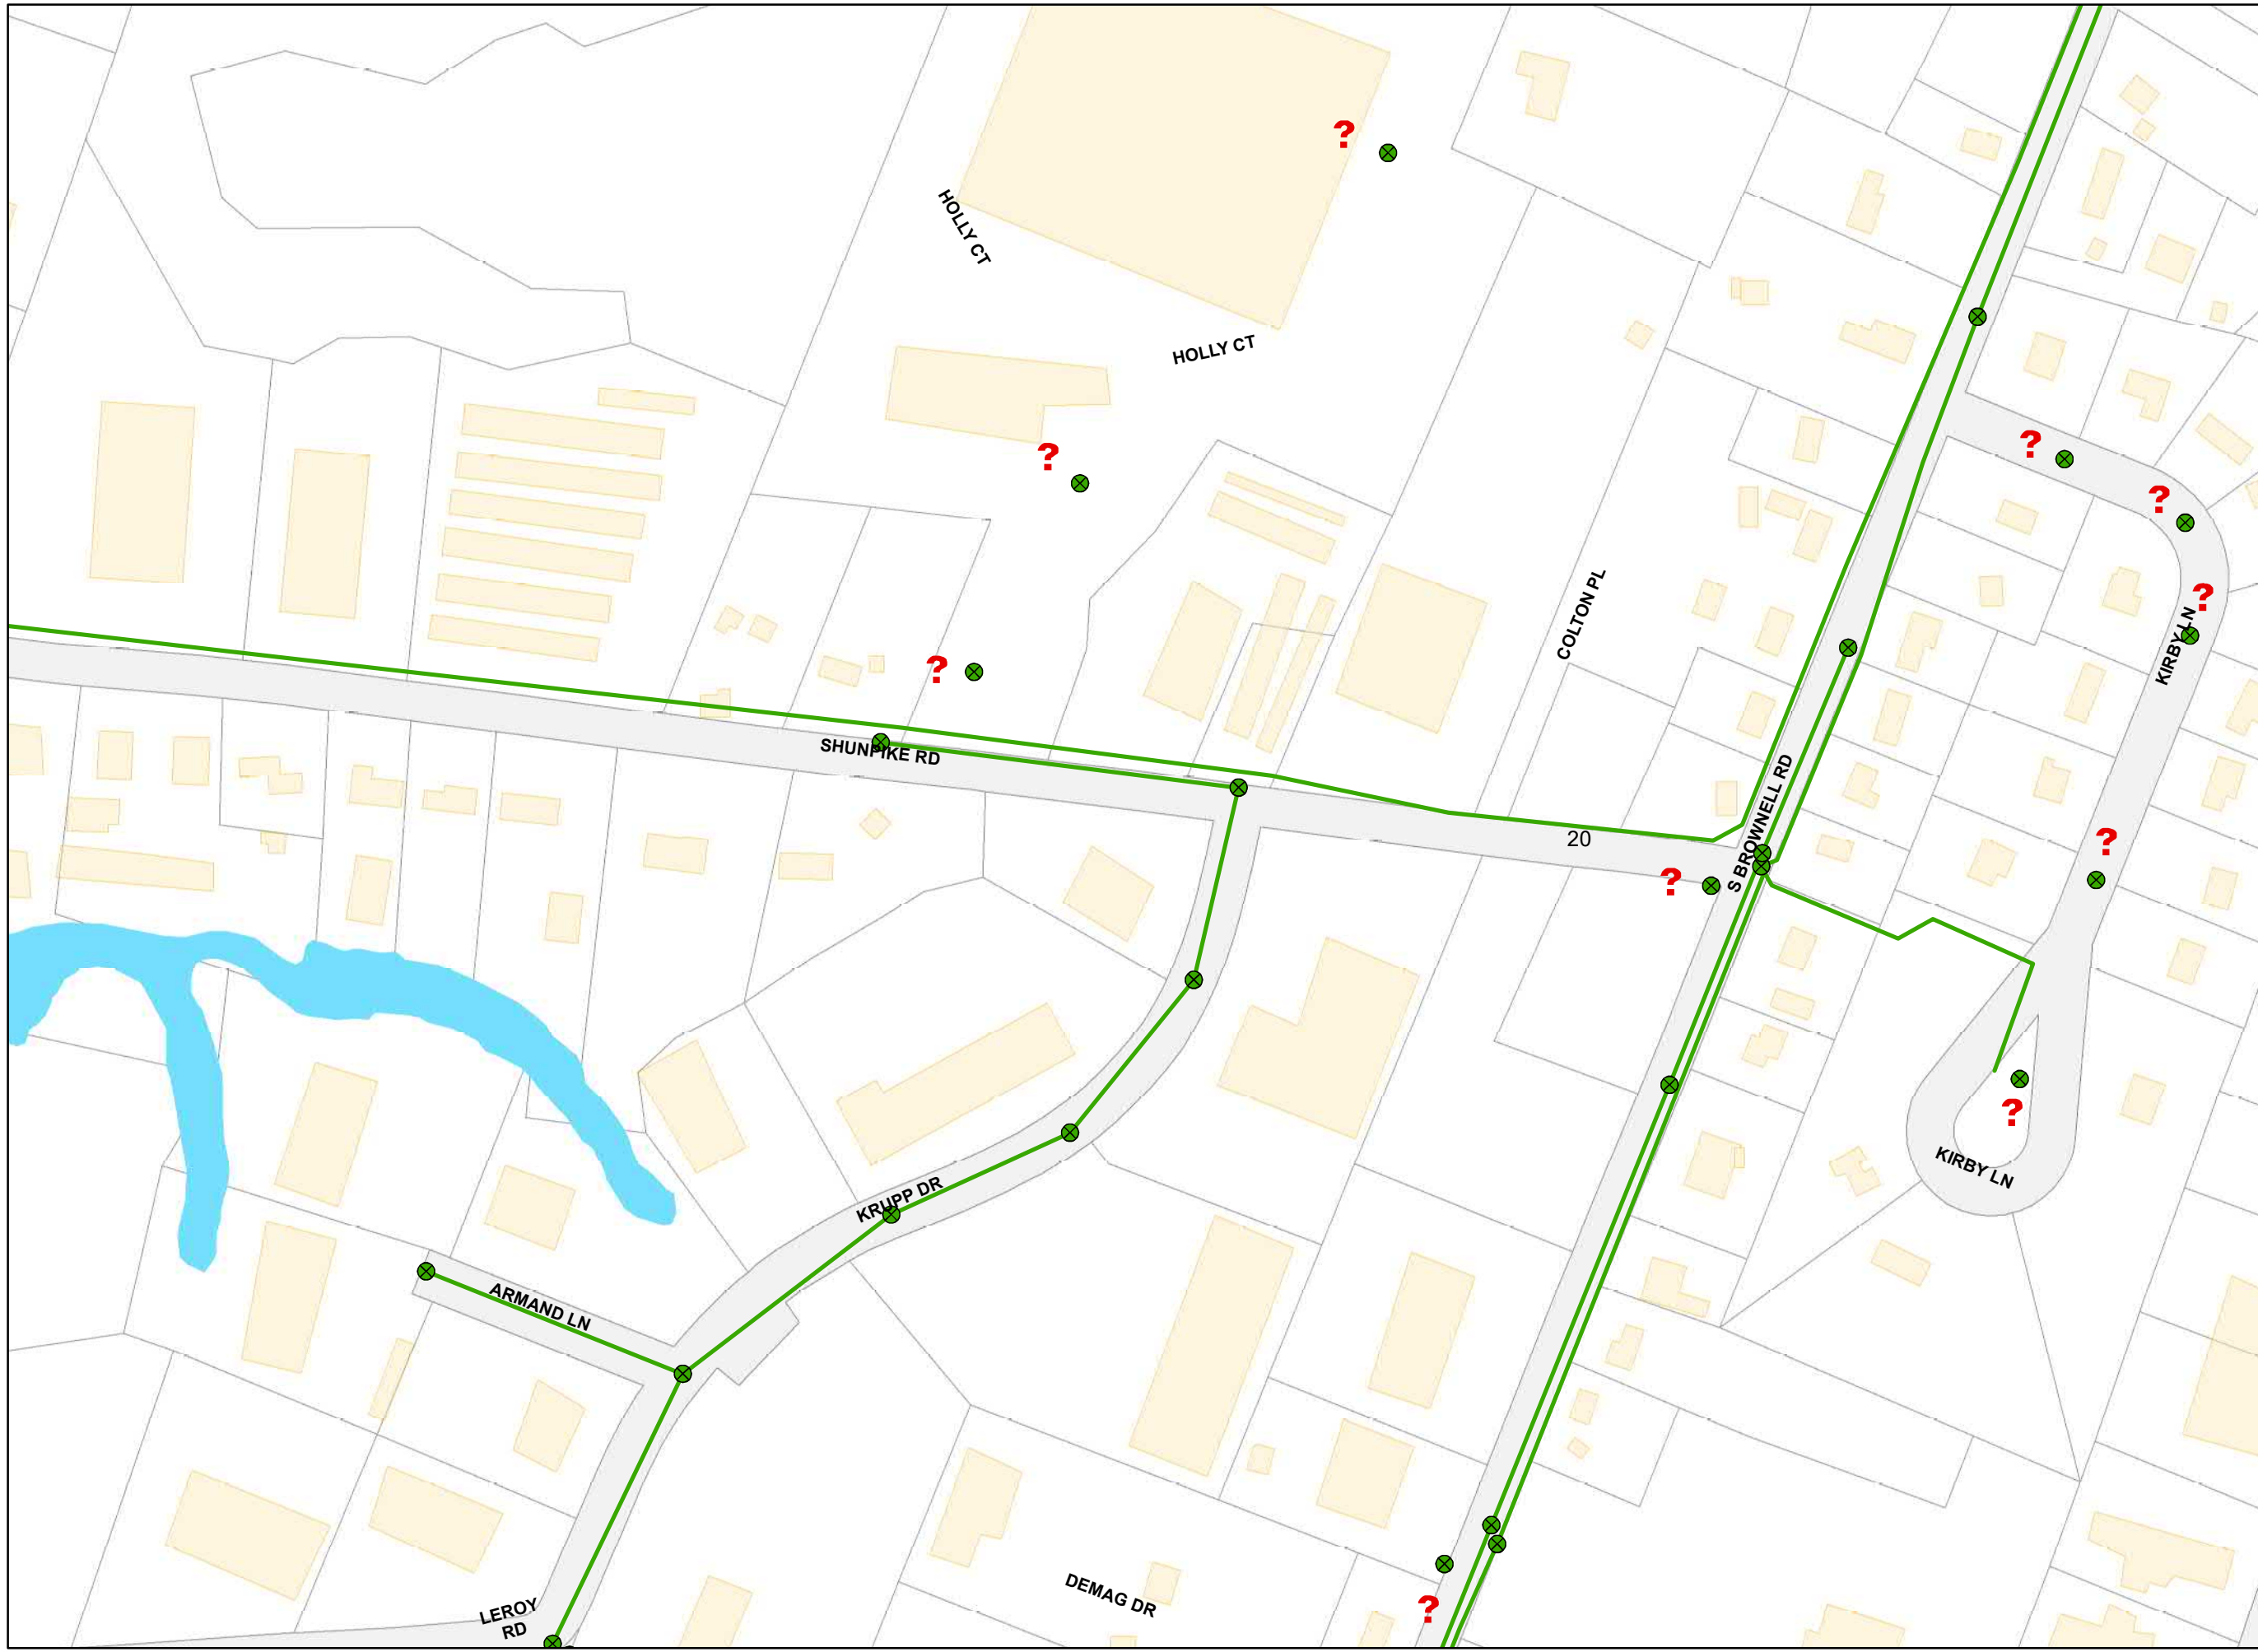 ?
HOLLY CT
HOLLY CT
?
?
?
?
COLTON PL
?
KIRBY LN
?
SHUNPIKE RD
S BROWNELL RD
20
?
?
?
KIRBY LN
KRUPP DR
ARMAND LN
DEMAG DR
LEROY
RD
?